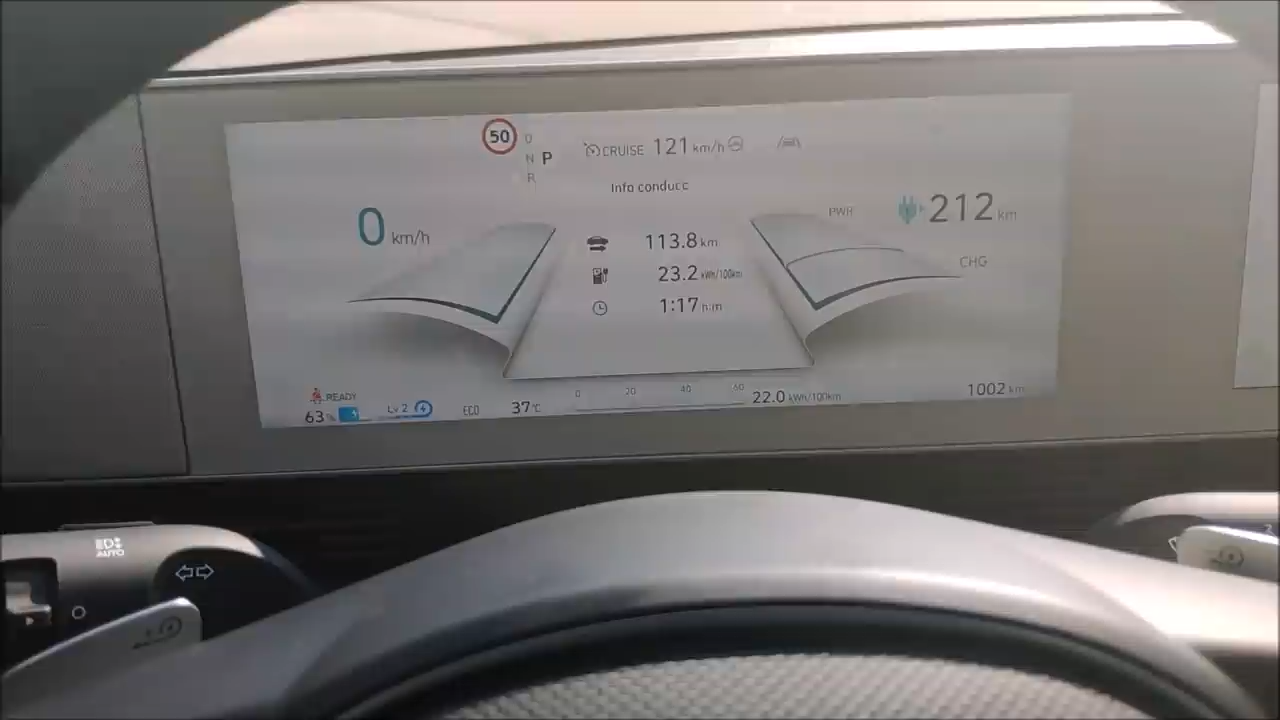 50
D
N P
R
CRUISE 121 km/h
Info conducc
0 km/h
113.8 km
23.2 kWh/100km
1:17 h:m
PWR
212 km
CHG
READY
63 %
Lv 2
ECO
37 °C
0 20 40 60
22.0 kWh/100km
1002 km
AUTO